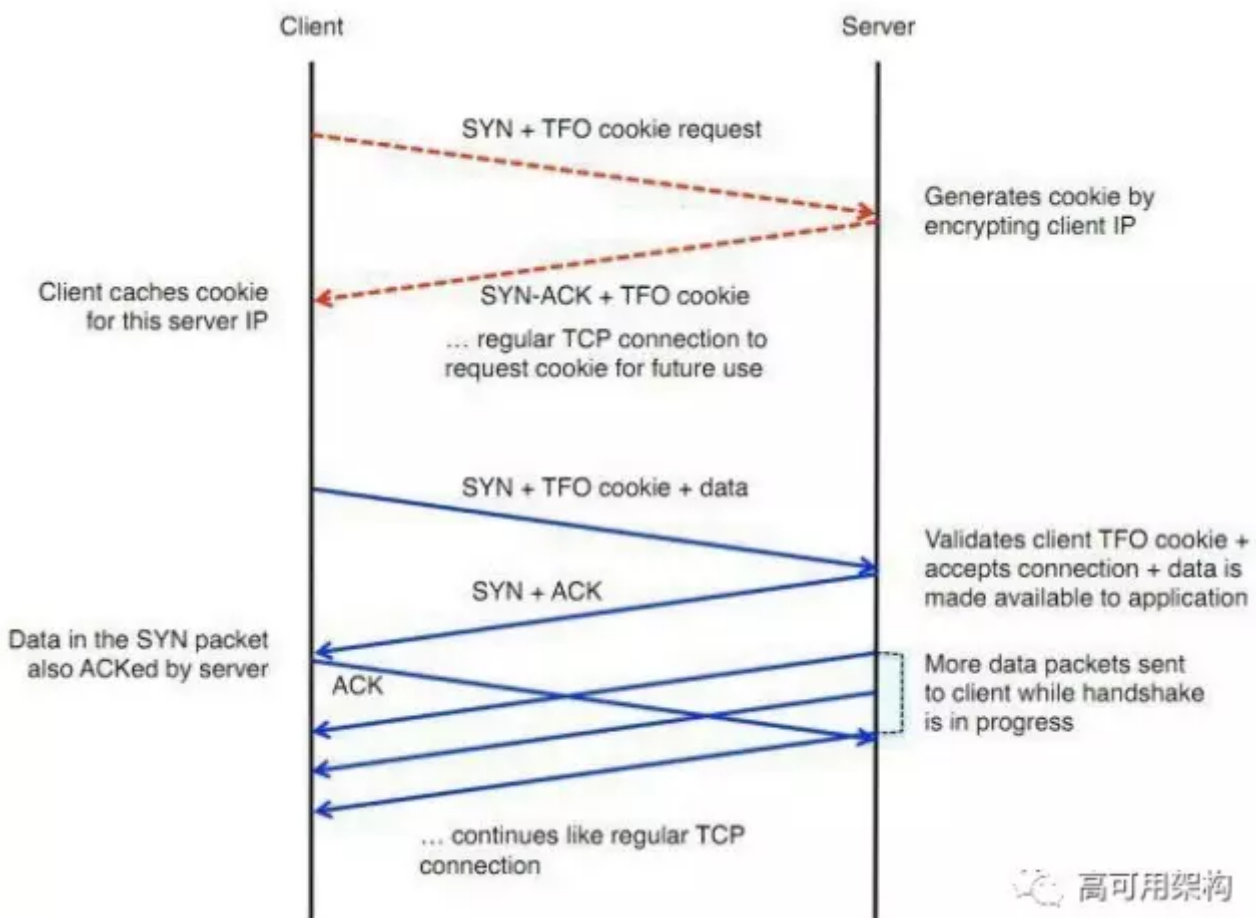 Client
Server
SYN + TFO cookie request
Generates cookie by
encrypting client IP
Client caches cookie
for this server IP
SYN-ACK + TFO cookie
... regular TCP connection to
request cookie for future use
SYN + TFO cookie + data
Validates client TFO cookie +
accepts connection + data is
made available to application
SYN + ACK
Data in the SYN packet
also ACKed by server
ACK
More data packets sent
to client while handshake
is in progress
... continues like regular TCP
connection
高可用架构